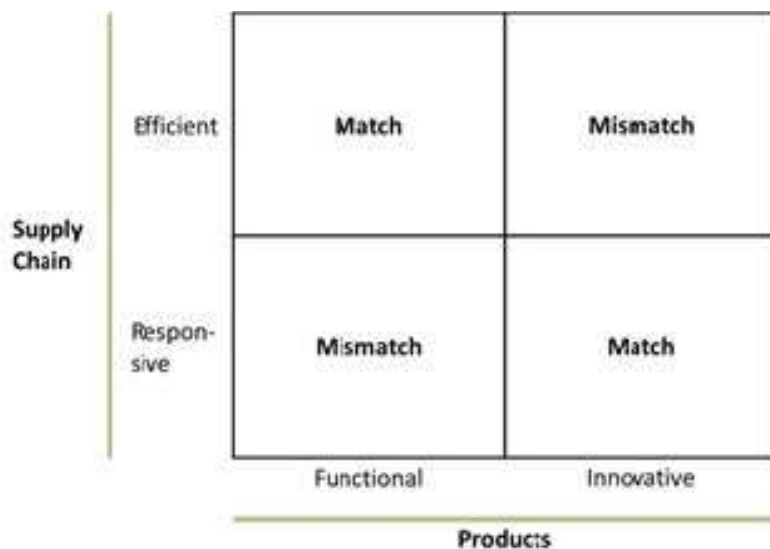 Efficient
Match
Mismatch
Supply
Chain
Respon-
sive
Mismatch
Match
Functional
Innovative
Products